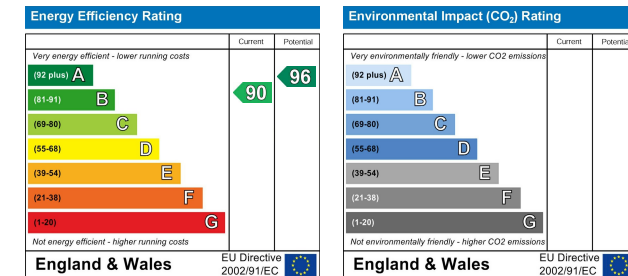 Energy Efficiency Rating
Current Potential
Very energy efficient - lower running costs
(92 plus) A
(81-91) B
(69-80) C
(55-68) D
(39-54) E
(21-38) F
(1-20) G
90
96
Not energy efficient - higher running costs
England & Wales
EU Directive
2002/91/EC
Environmental Impact (CO₂) Rating
Current Potential
Very environmentally friendly - lower CO2 emissions
(92 plus) A
(81-91) B
(69-80) C
(55-68) D
(39-54) E
(21-38) F
(1-20) G
Not environmentally friendly - higher CO2 emissions
England & Wales
EU Directive
2002/91/EC